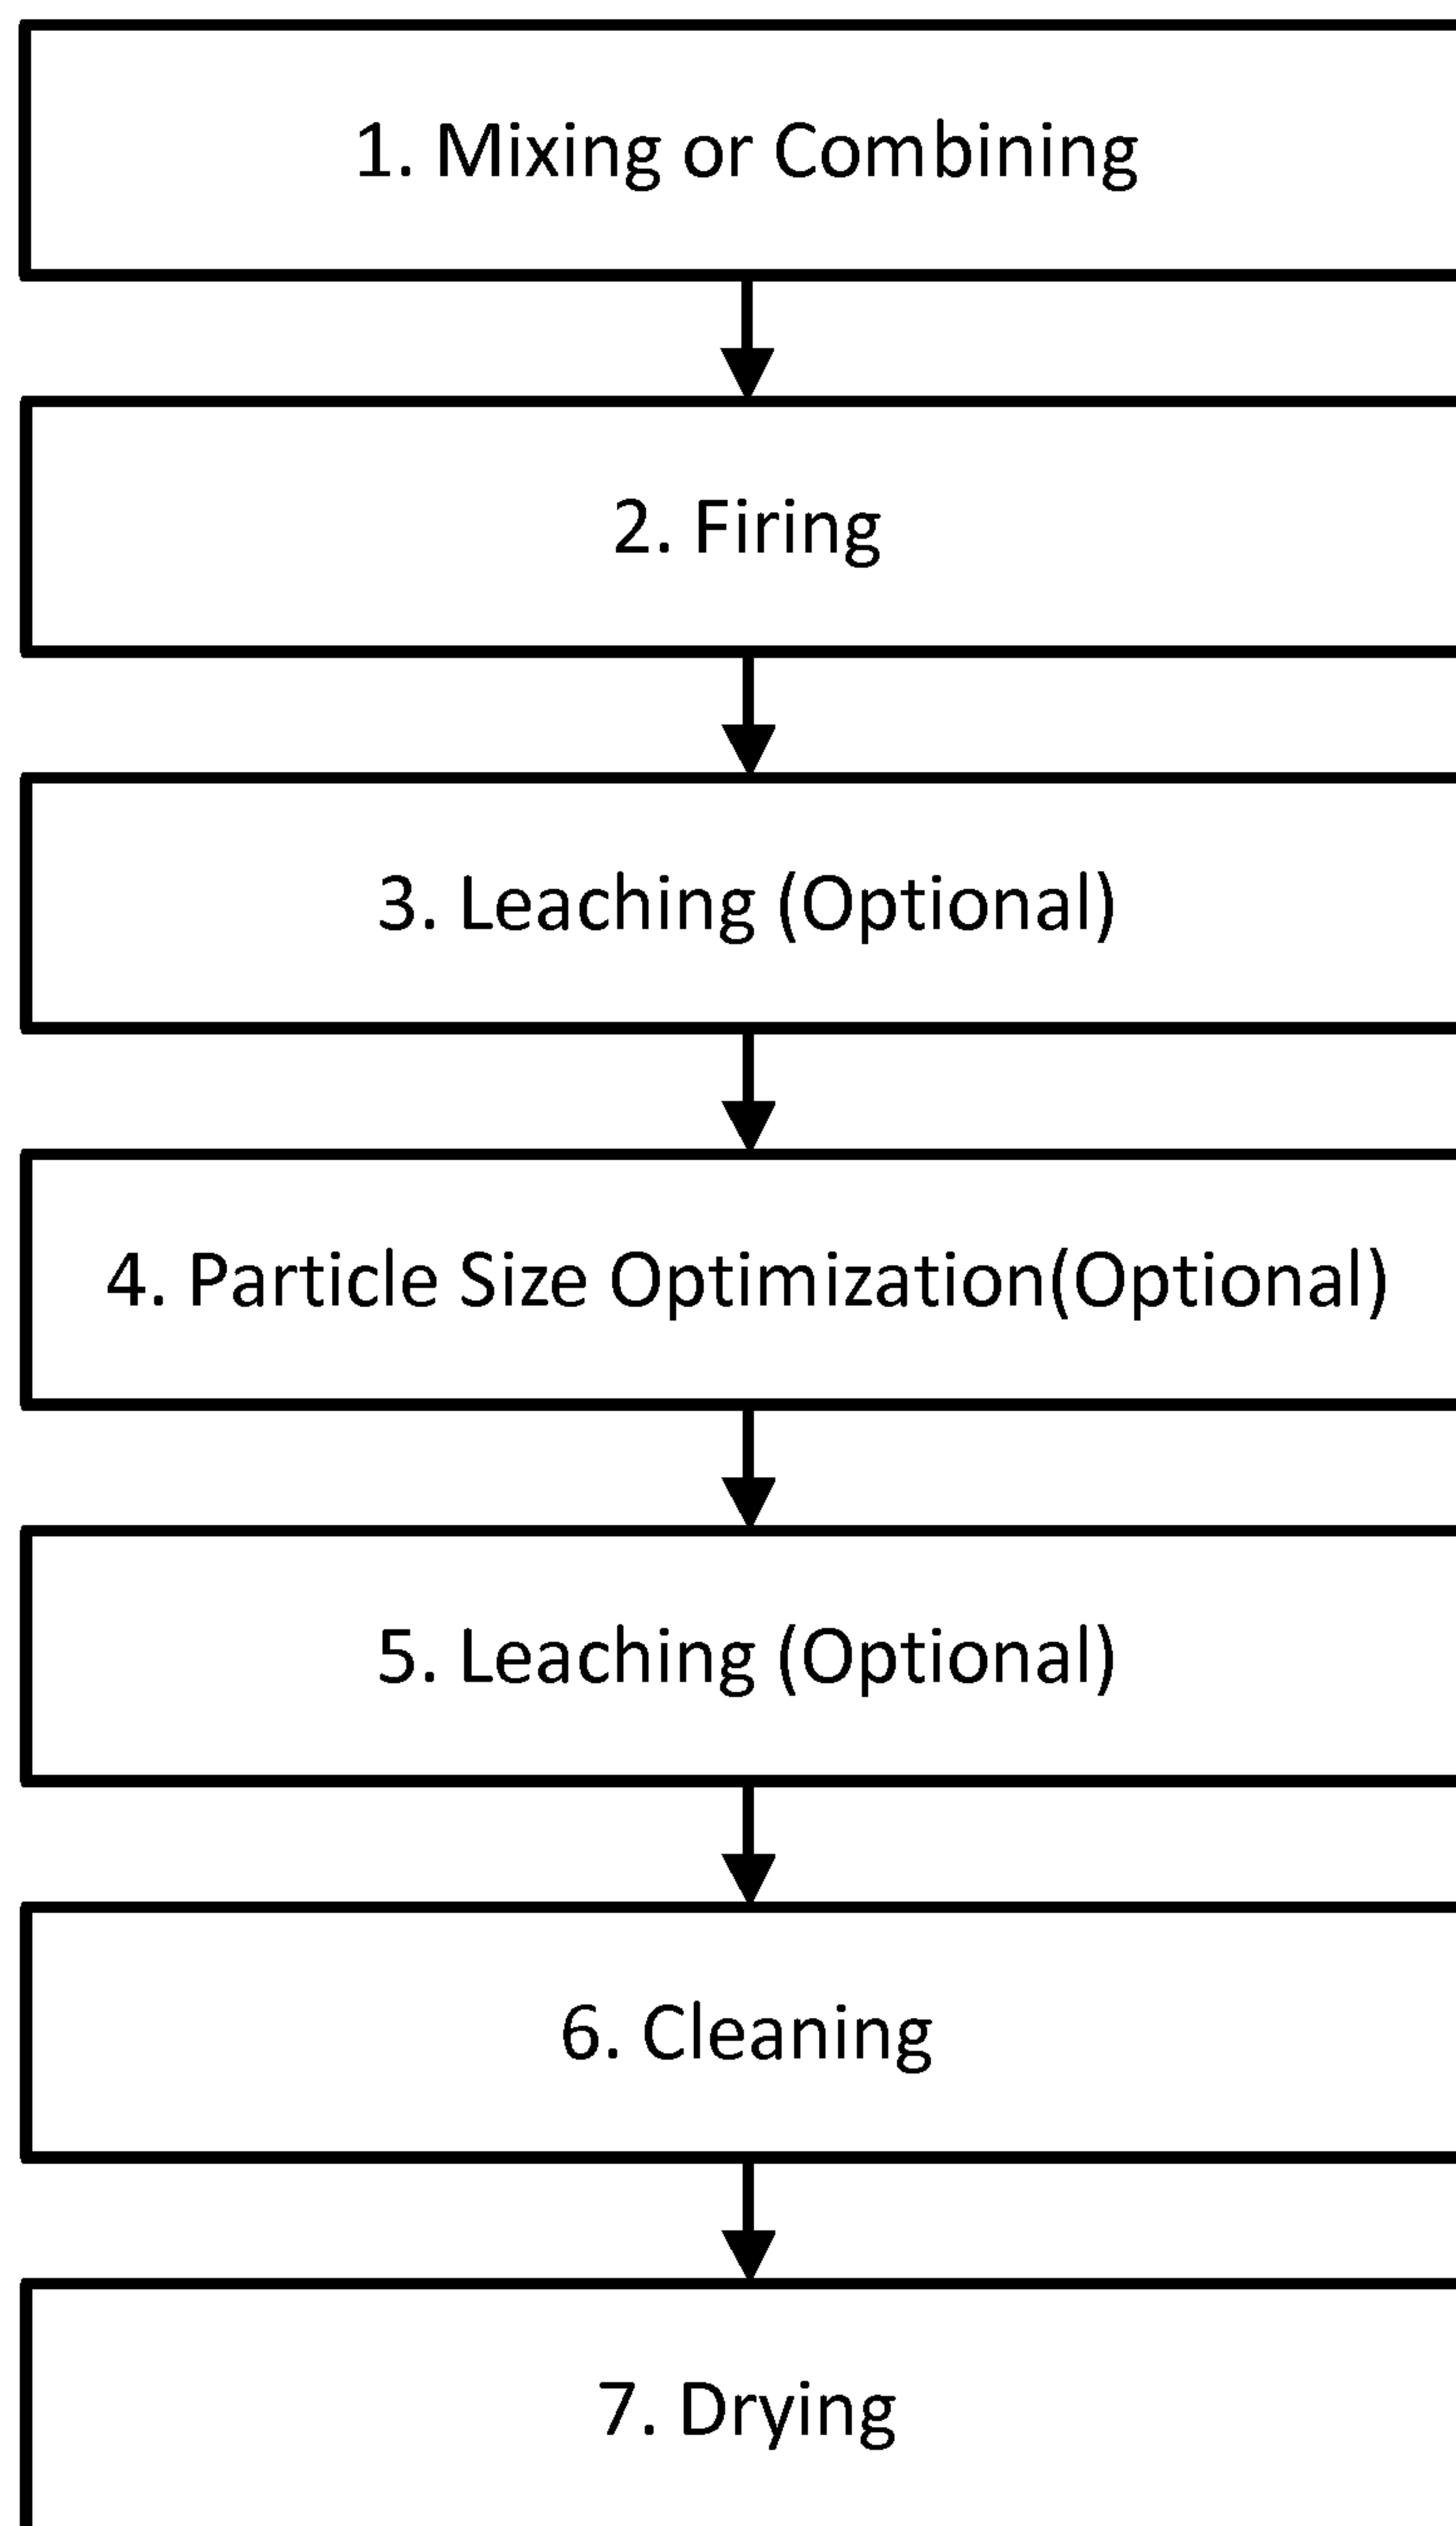 1. Mixing or Combining
2. Firing
3. Leaching (Optional)
4. Particle Size Optimization(Optional)
5. Leaching (Optional)
6. Cleaning
7. Drying